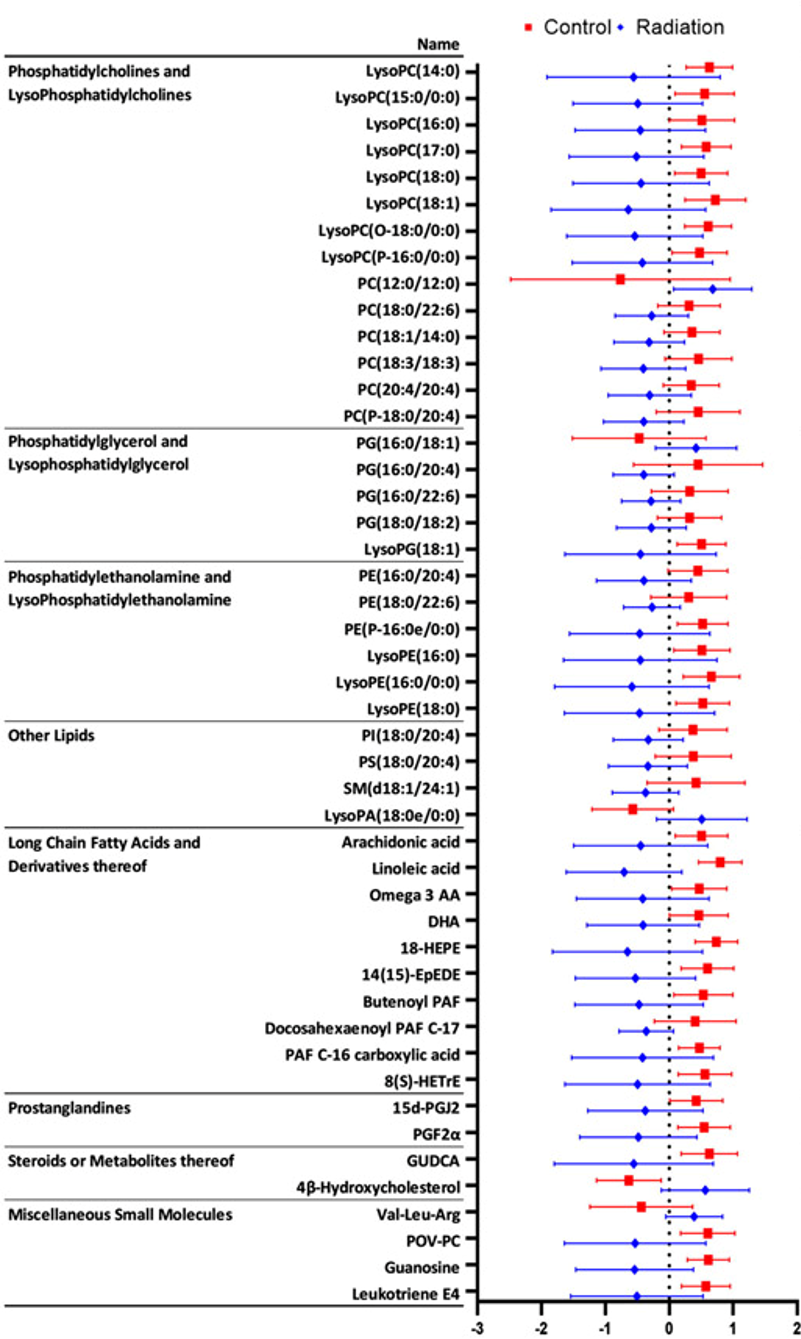 Control Radiation
Name
Phosphatidylcholines and LysoPC(14:0)
LysoPhosphatidylcholines LysoPC(15:0/0:0)
LysoPC(16:0)
LysoPC(17:0)
LysoPC(18:0)
LysoPC(18:1)
LysoPC(O-18:0/0:0)
LysoPC(P-16:0/0:0)
PC(12:0/12:0)
PC(18:0/22:6)
PC(18:1/14:0)
PC(18:3/18:3)
PC(20:4/20:4)
PC(P-18:0/20:4)
Phosphatidylglycerol and PG(16:0/18:1)
Lysophosphatidylglycerol PG(16:0/20:4)
PG(16:0/22:6)
PG(18:0/18:2)
LysoPG(18:1)
Phosphatidylethanolamine and PE(16:0/20:4)
LysoPhosphatidylethanolamine PE(18:0/22:6)
PE(P-16:0e/0:0)
LysoPE(16:0)
LysoPE(16:0/0:0)
LysoPE(18:0)
Other Lipids PI(18:0/20:4)
PS(18:0/20:4)
SM(d18:1/24:1)
LysoPA(18:0e/0:0)
Long Chain Fatty Acids and Arachidonic acid
Derivatives thereof Linoleic acid
Omega 3 AA
DHA
18-HEPE
14(15)-EpEDE
Butenoyl PAF
Docosahexaenoyl PAF C-17
PAF C-16 carboxylic acid
8(S)-HETrE
Prostanglandines 15d-PGJ2
PGF2α
Steroids or Metabolites thereof GUDCA
4β-Hydroxycholesterol
Miscellaneous Small Molecules Val-Leu-Arg
POV-PC
Guanosine
Leukotriene E4
-3 -2 -1 0 1 2